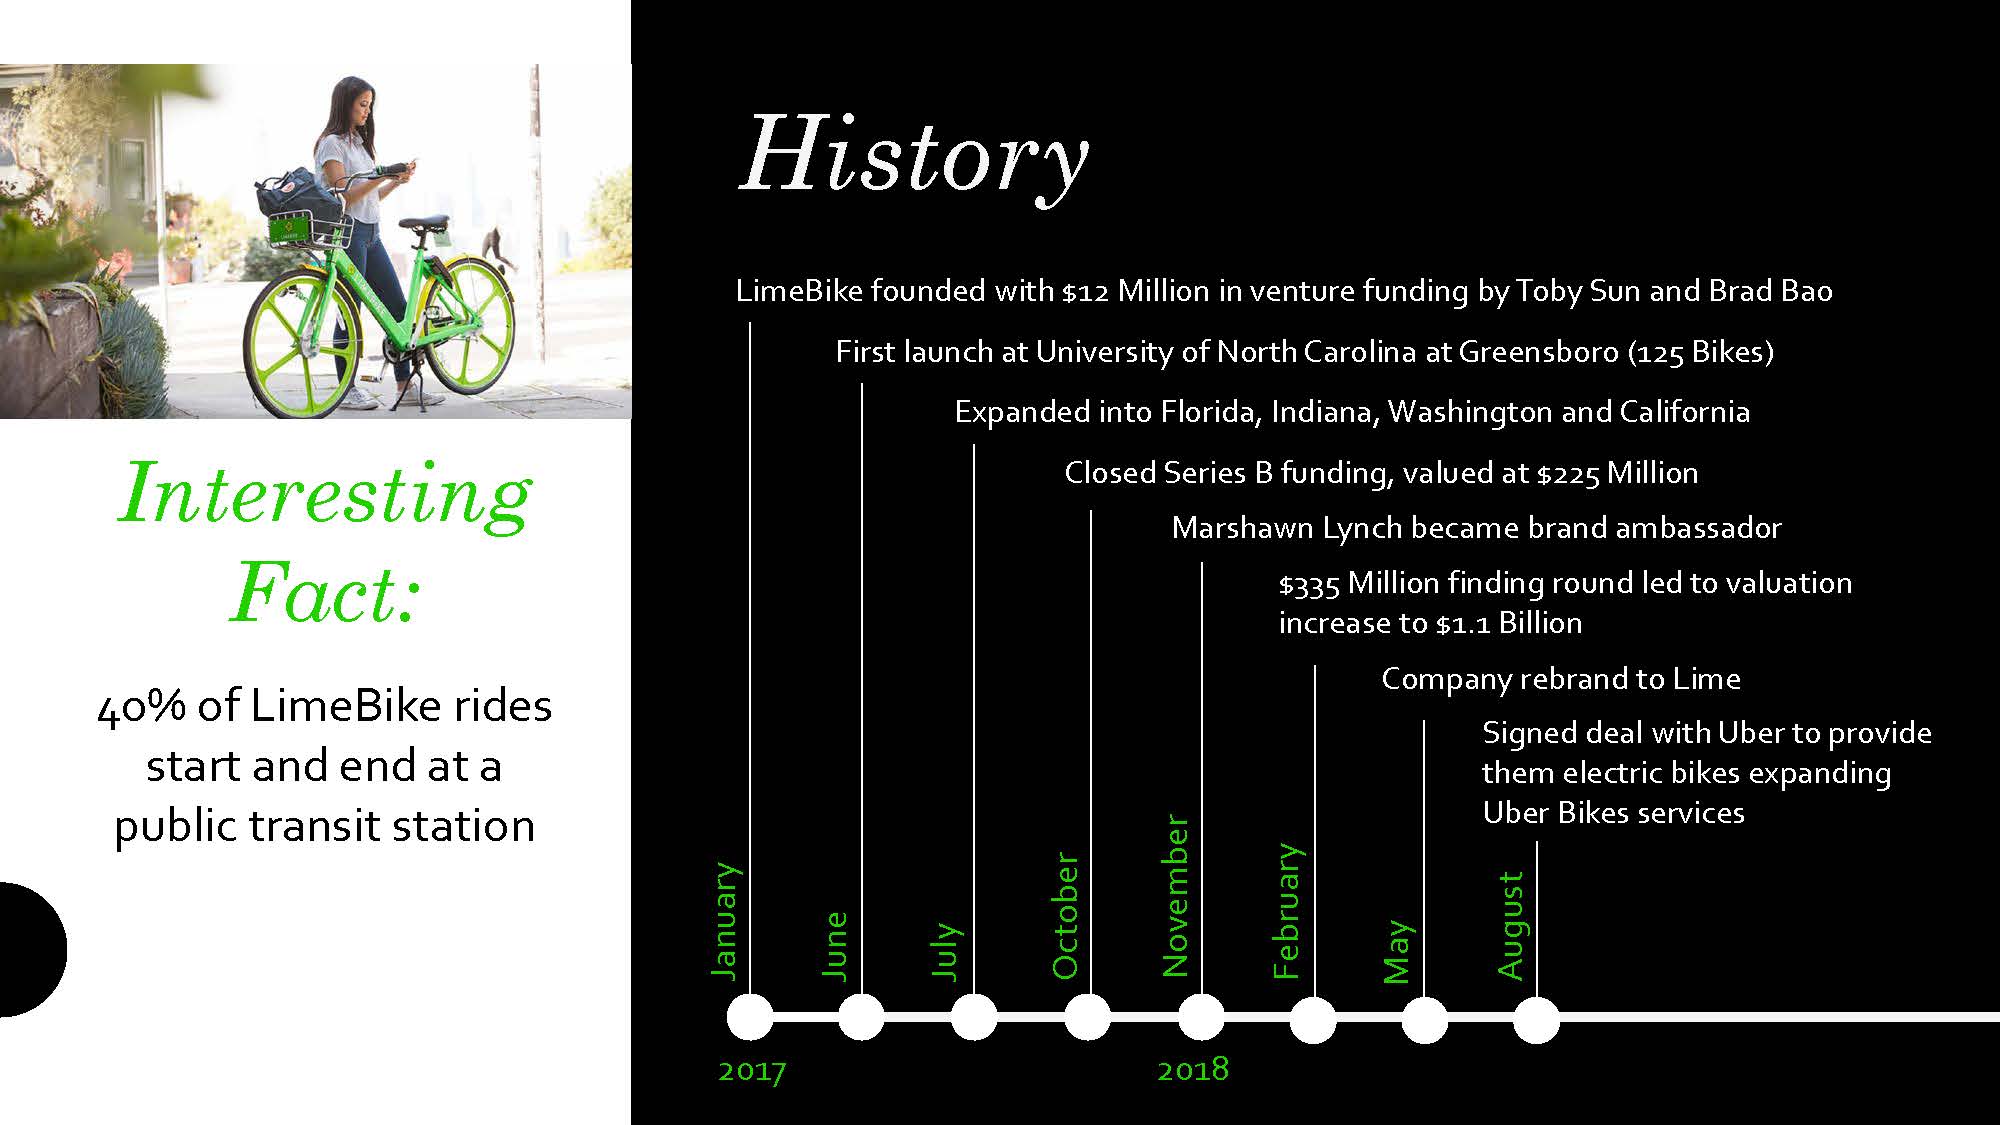 History
LimeBike founded with $12 Million in venture funding by Toby Sun and Brad Bao
First launch at University of North Carolina at Greensboro (125 Bikes)
Expanded into Florida, Indiana, Washington and California
Closed Series B funding, valued at $225 Million
Marshawn Lynch became brand ambassador
$335 Million finding round led to valuation
increase to $1.1 Billion
Company rebrand to Lime
Signed deal with Uber to provide
them electric bikes expanding
Uber Bikes services
January
June
July
October
November
February
May
August
2017
2018
Interesting
Fact:
40% of LimeBike rides
start and end at a
public transit station